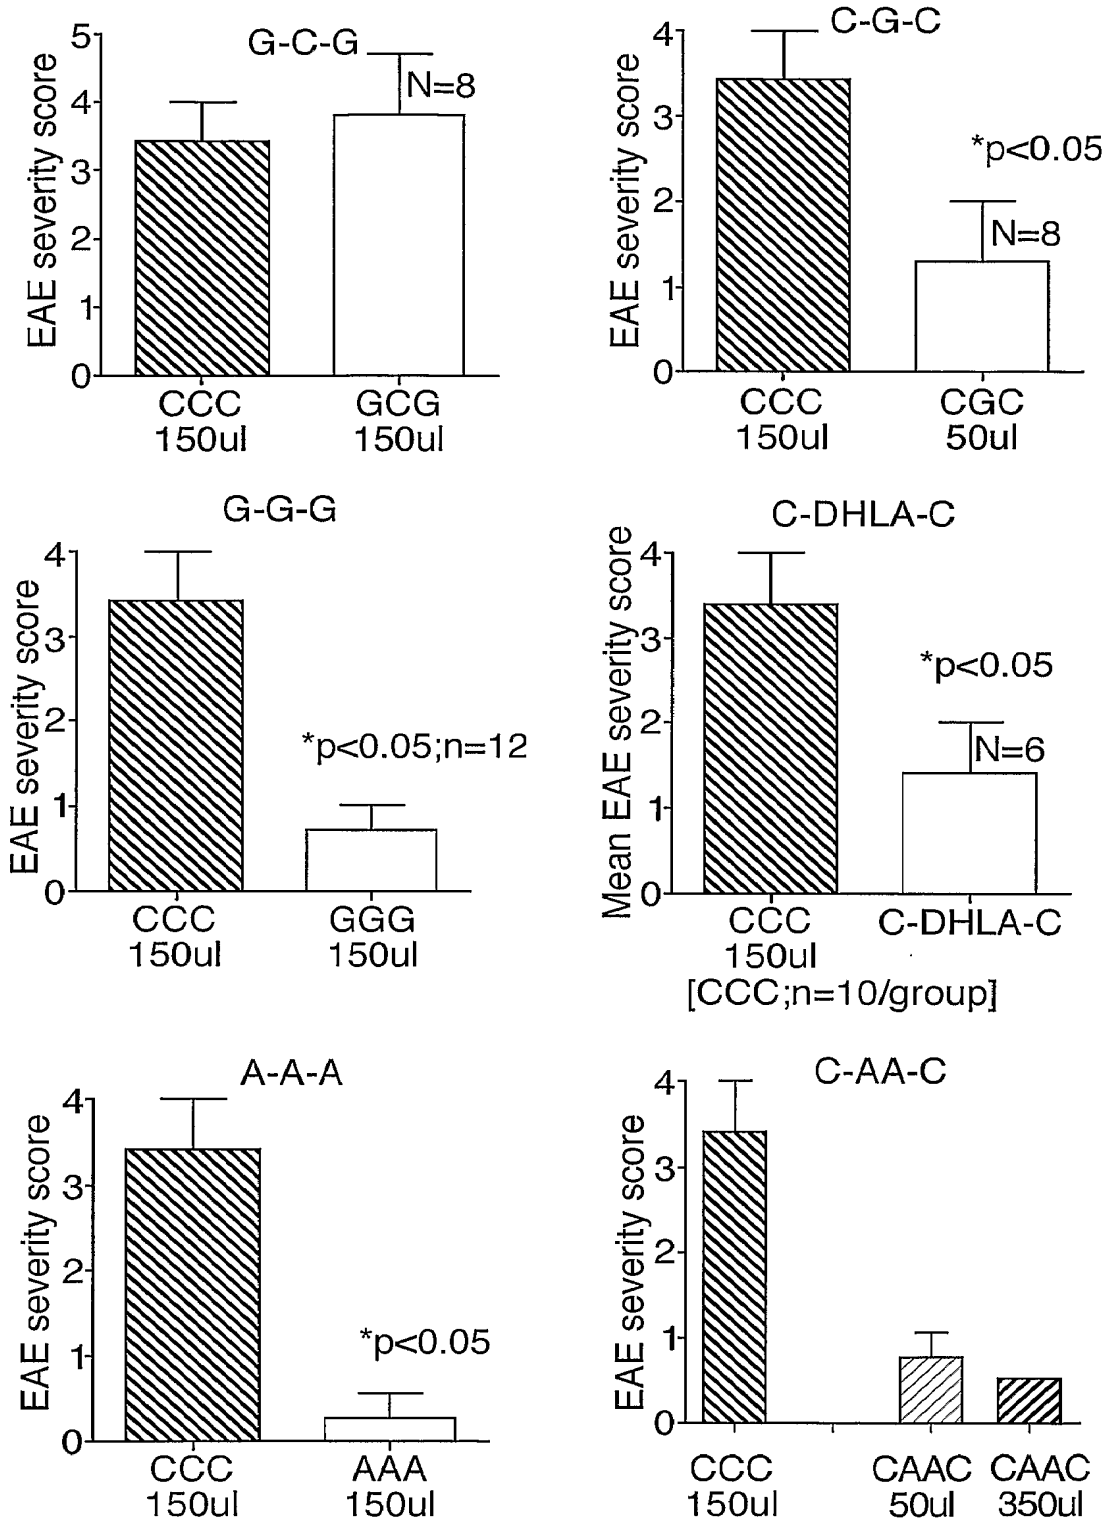 G-C-G
EAE severity score
5
4
3
2
1
0
N=8
CCC GCG
150ul 150ul
C-G-C
EAE severity score
4
3
2
1
0
*p<0.05
N=8
CCC CGC
150ul 50ul
G-G-G
EAE severity score
4
3
2
1
0
*p<0.05;n=12
CCC GGG
150ul 150ul
C-DHLA-C
Mean EAE severity score
4
3
2
1
0
*p<0.05
N=6
CCC C-DHLA-C
150ul
[CCC;n=10/group]
A-A-A
EAE severity score
4
3
2
1
0
*p<0.05
CCC AAA
150ul 150ul
C-AA-C
EAE severity score
4
3
2
1
0
CCC CAAC CAAC
150ul 50ul 350ul